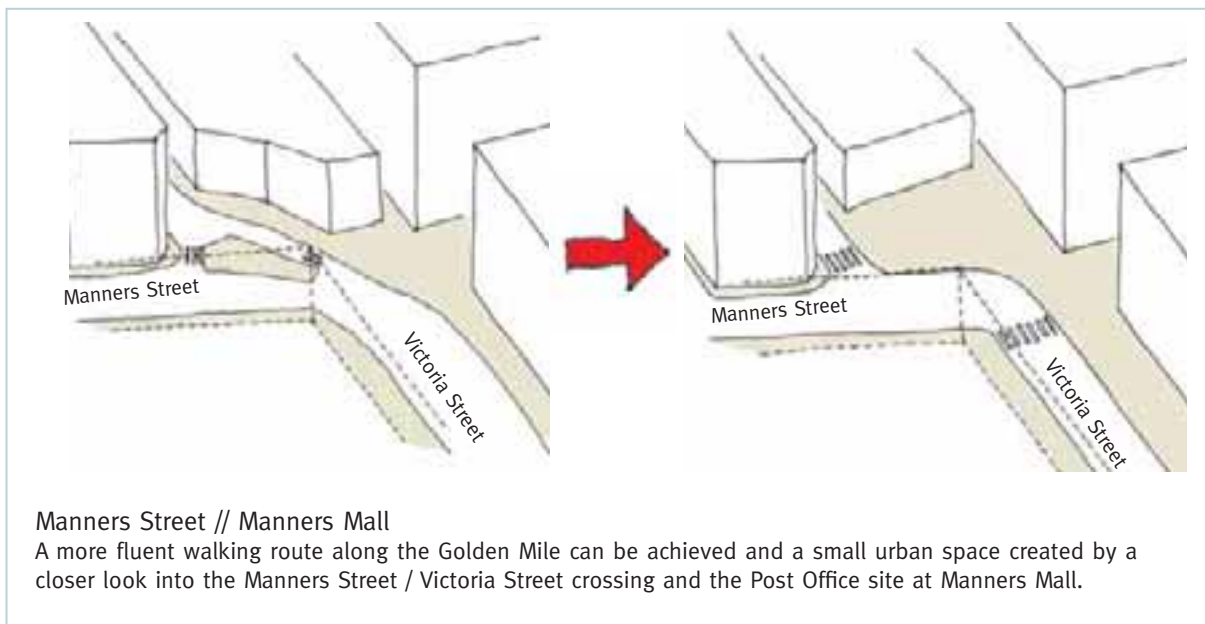 Manners Street
Victoria Street
Manners Street
Victoria Street
Manners Street // Manners Mall
A more fluent walking route along the Golden Mile can be achieved and a small urban space created by a
closer look into the Manners Street / Victoria Street crossing and the Post Office site at Manners Mall.